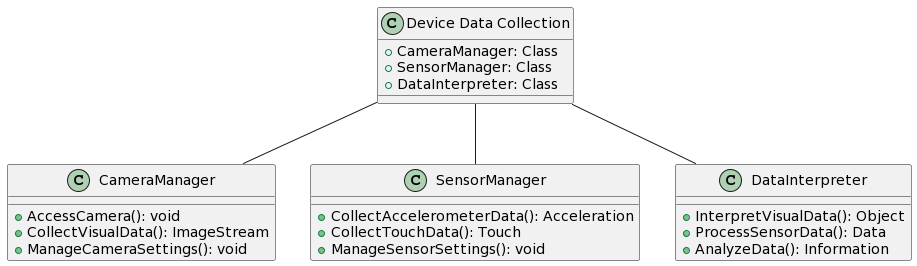 C Device Data Collection
CameraManager: Class
SensorManager: Class
DataInterpreter: Class
C CameraManager
AccessCamera(): void
CollectVisualData(): ImageStream
ManageCameraSettings(): void
C SensorManager
CollectAccelerometerData(): Acceleration
CollectTouchData(): Touch
ManageSensorSettings(): void
C DataInterpreter
InterpretVisualData(): Object
ProcessSensorData(): Data
AnalyzeData(): Information